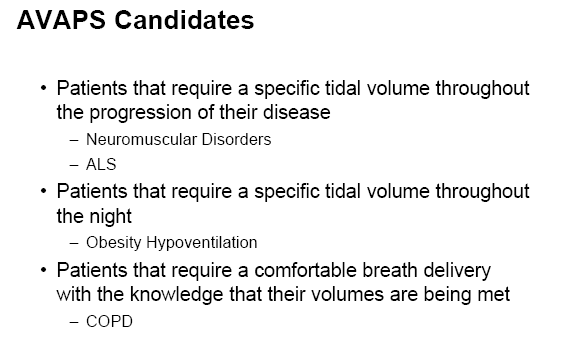 AVAPS Candidates
• Patients that require a specific tidal volume throughout
the progression of their disease
– Neuromuscular Disorders
– ALS
• Patients that require a specific tidal volume throughout
the night
– Obesity Hypoventilation
• Patients that require a comfortable breath delivery
with the knowledge that their volumes are being met
– COPD